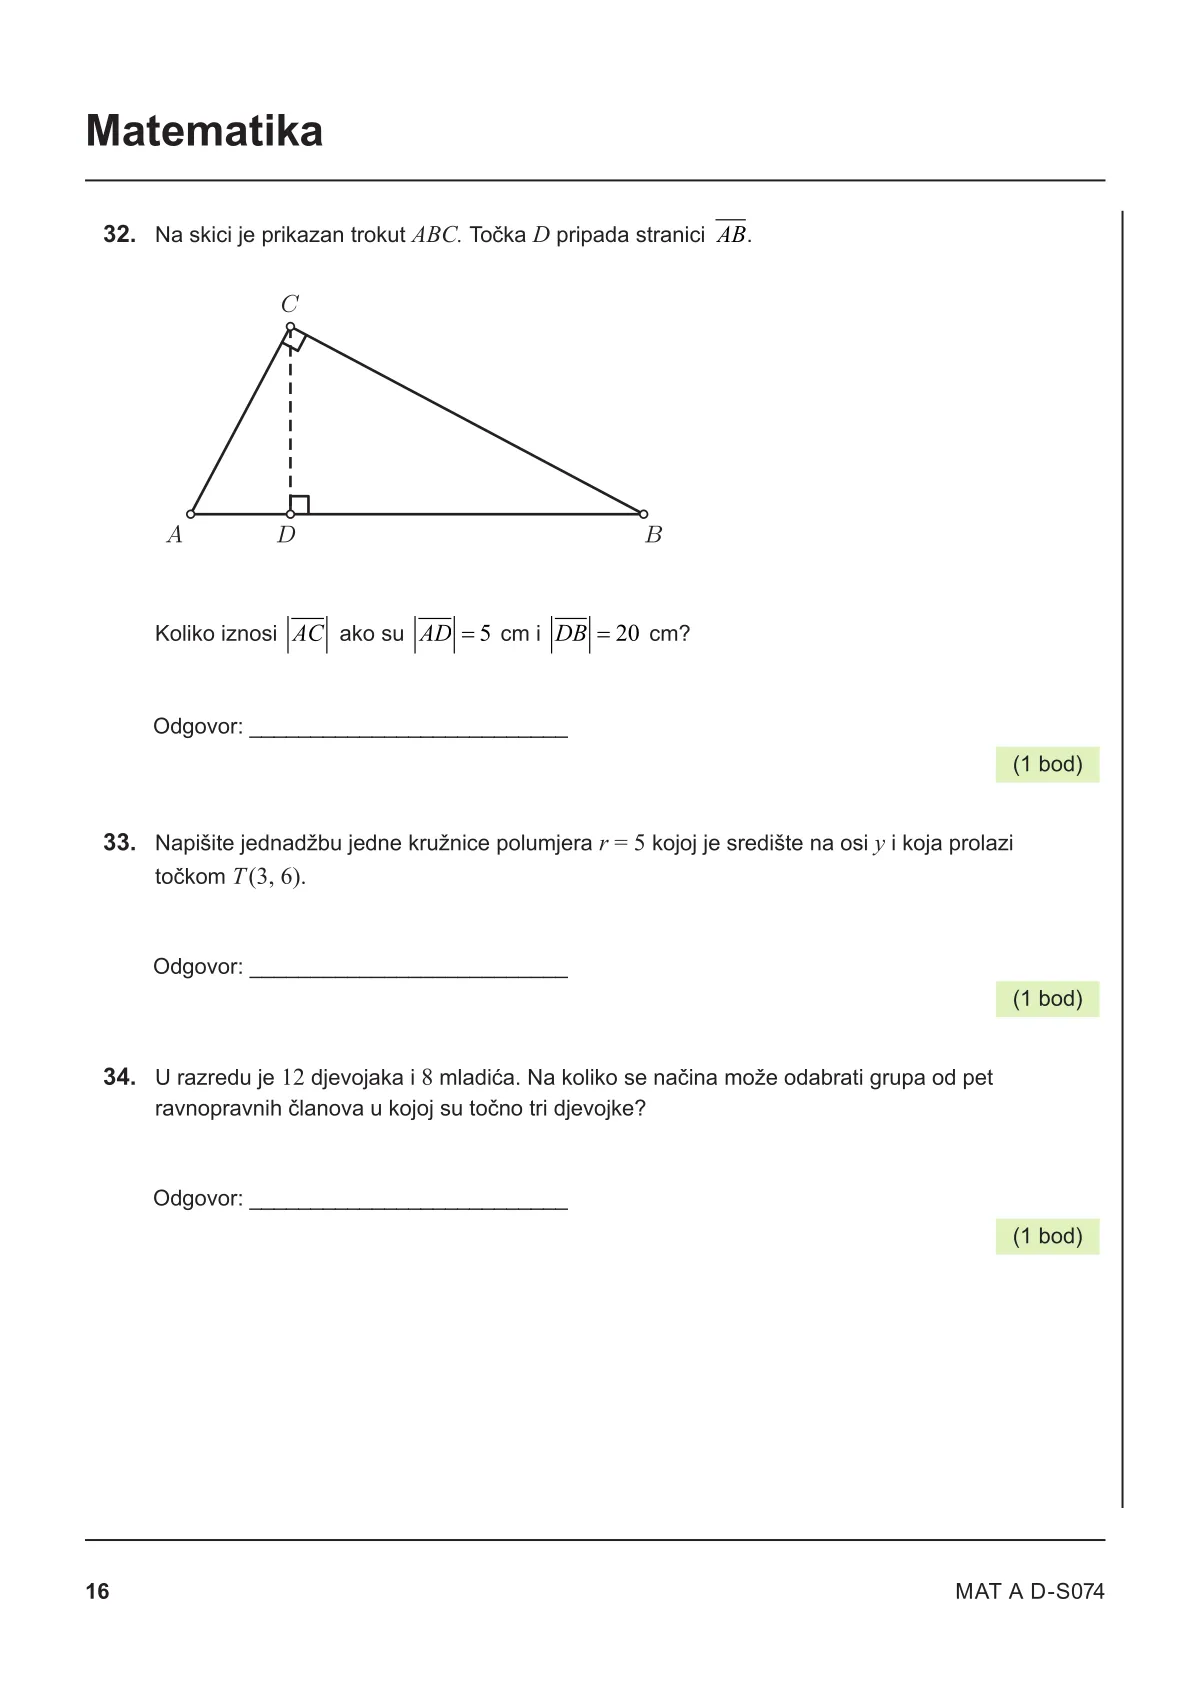 Matematika
32. Na skici je prikazan trokut ABC. Točka D pripada stranici AB.
C
A D B
Koliko iznosi |AC| ako su |AD| = 5 cm i |DB| = 20 cm?
Odgovor: __________________________
(1 bod)
33. Napišite jednadžbu jedne kružnice polumjera r = 5 kojoj je središte na osi y i koja prolazi
točkom T(3, 6).
Odgovor: __________________________
(1 bod)
34. U razredu je 12 djevojaka i 8 mladića. Na koliko se načina može odabrati grupa od pet
ravnopravnih članova u kojoj su točno tri djevojke?
Odgovor: __________________________
(1 bod)
16 MAT A D-S074